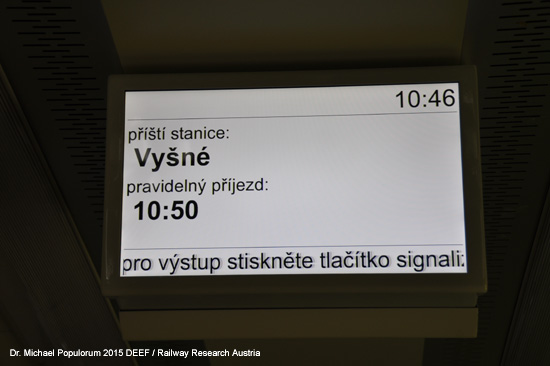 10:46
příští stanice:
Vyšné
pravidelný příjezd:
10:50
pro výstup stiskněte tlačítko signali
Dr. Michael Populorum 2015 DEEF / Railway Research Austria